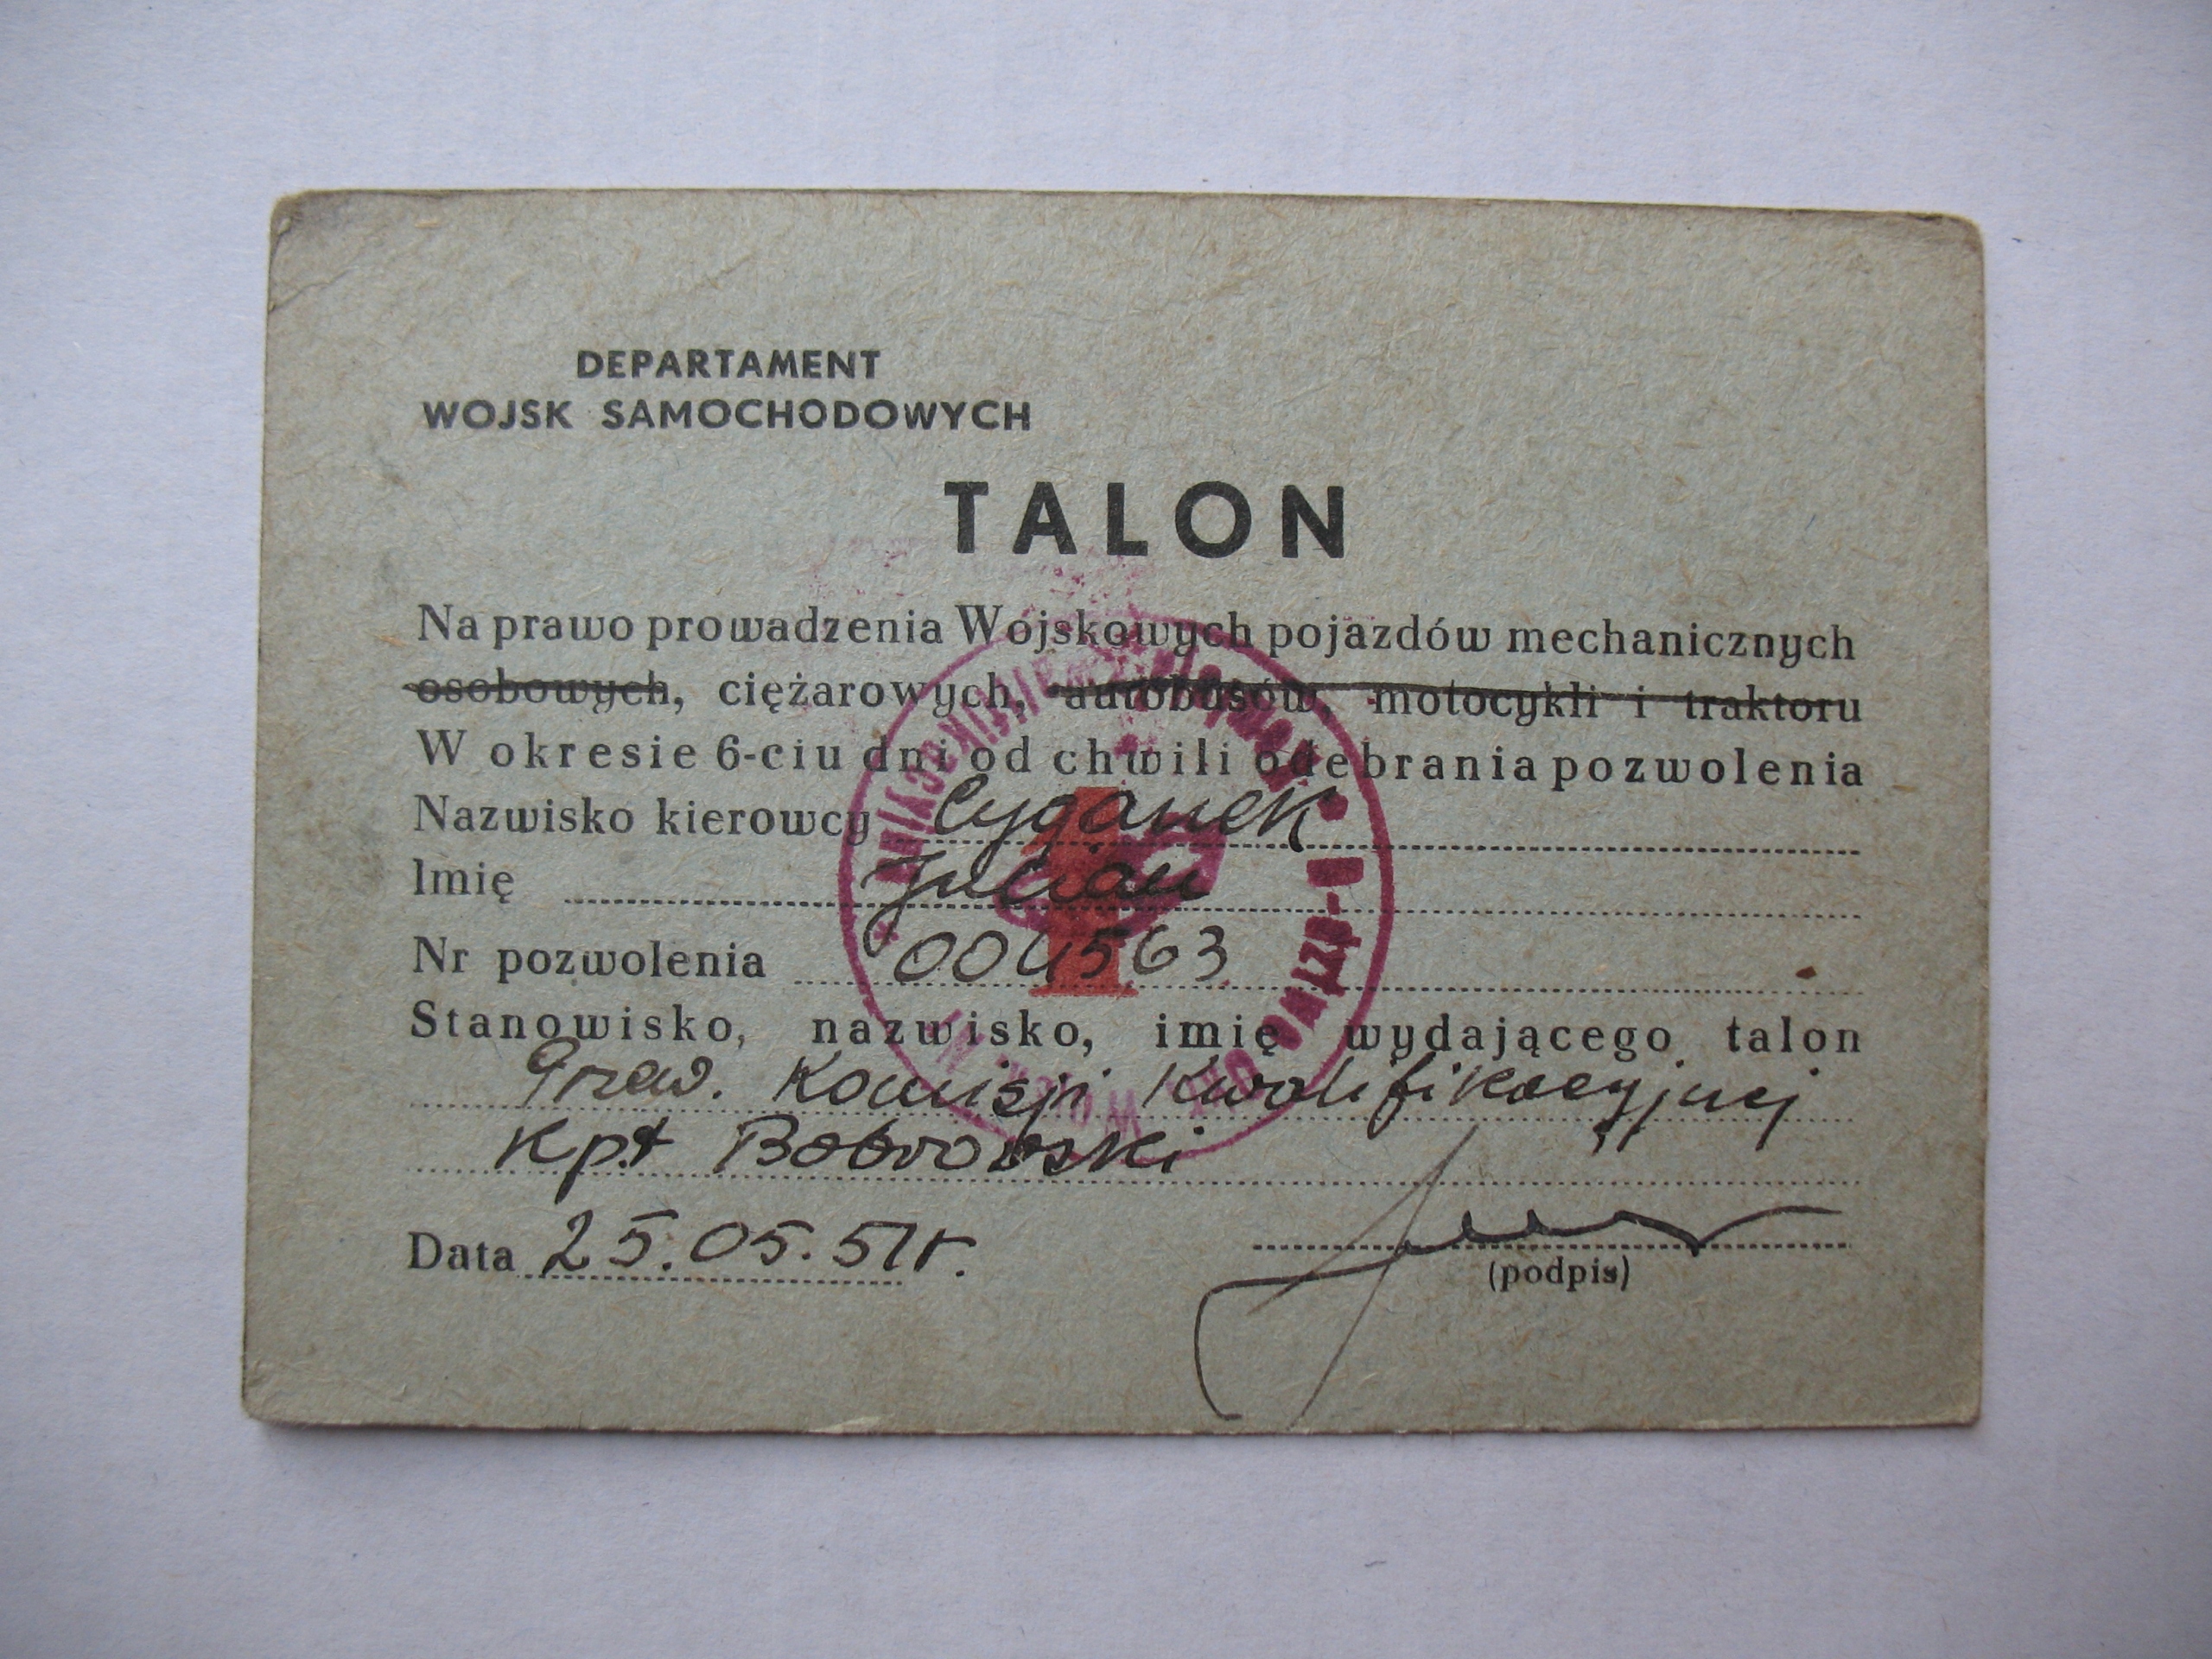 DEPARTAMENT
WOJSK SAMOCHODOWYCH
TALON
Na prawo prowadzenia Wojskowych pojazdów mechanicznych
osobowych, ciężarowych, autobusów, motocykli i traktoru
W okresie 6-ciu dni od chwili odebrania pozwolenia
Nazwisko kierowcy Cyganek
Imię Julian
1
Nr pozwolenia 004563
Stanowisko, nazwisko, imię wydającego talon
Przew. Komisji Kwalifikacyjnej
Kpt Bobrowski
Data 25.05.51r.
(podpis)